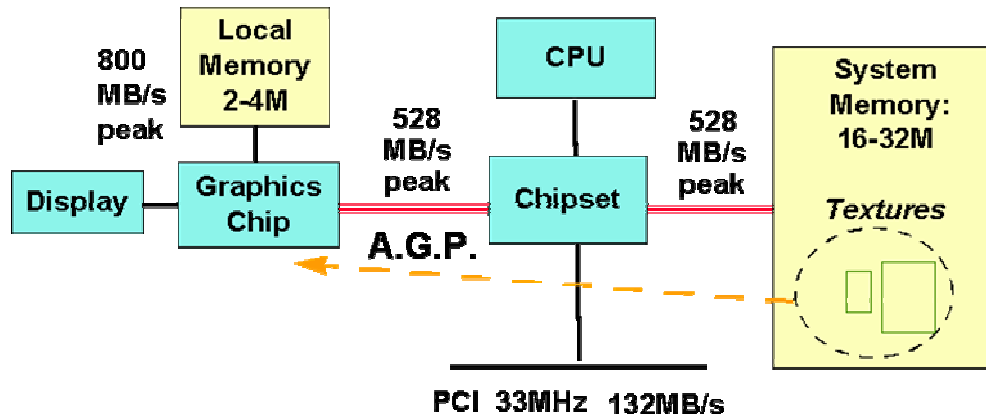 800
MB/s
peak
Local
Memory
2-4M
Display
Graphics
Chip
528
MB/s
peak
A.G.P.
CPU
Chipset
528
MB/s
peak
System
Memory:
16-32M
Textures
PCI 33MHz 132MB/s